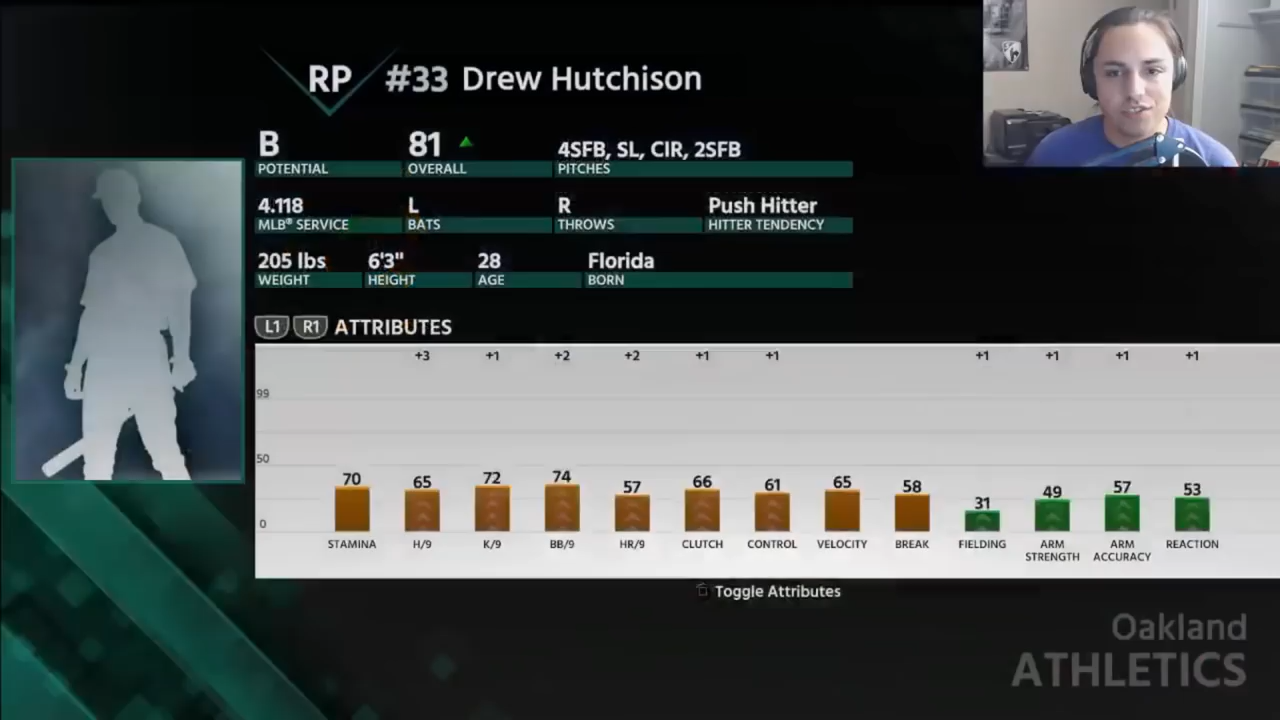 RP #33 Drew Hutchison
B 81 4SFB, SL, CIR, 2SFB
POTENTIAL OVERALL PITCHES
4.118 L R Push Hitter
MLB® SERVICE BATS THROWS HITTER TENDENCY
205 lbs 6'3" 28 Florida
WEIGHT HEIGHT AGE BORN
L1 R1 ATTRIBUTES
+3 +1 +2 +2 +1 +1 +1 +1 +1 +1
99
50
0
70 65 72 74 57 66 61 65 58 31 49 57 53
STAMINA H/9 K/9 BB/9 HR/9 CLUTCH CONTROL VELOCITY BREAK FIELDING ARM STRENGTH ARM ACCURACY REACTION
Toggle Attributes
Oakland
ATHLETICS